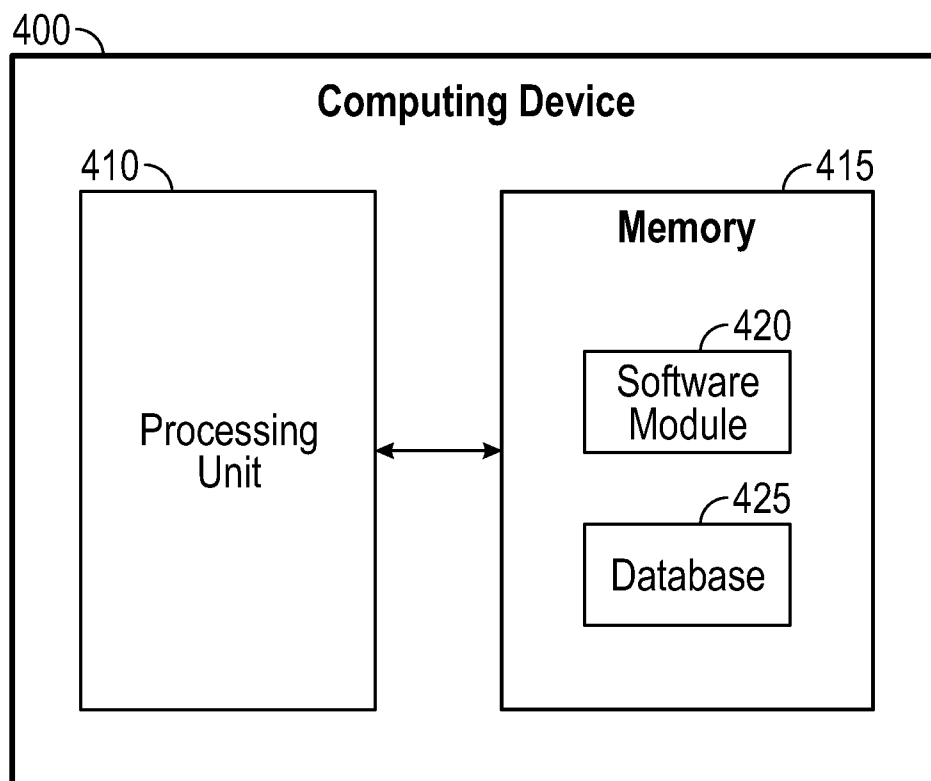 400
Computing Device
410
415
Memory
Processing
Unit
420
Software
Module
425
Database